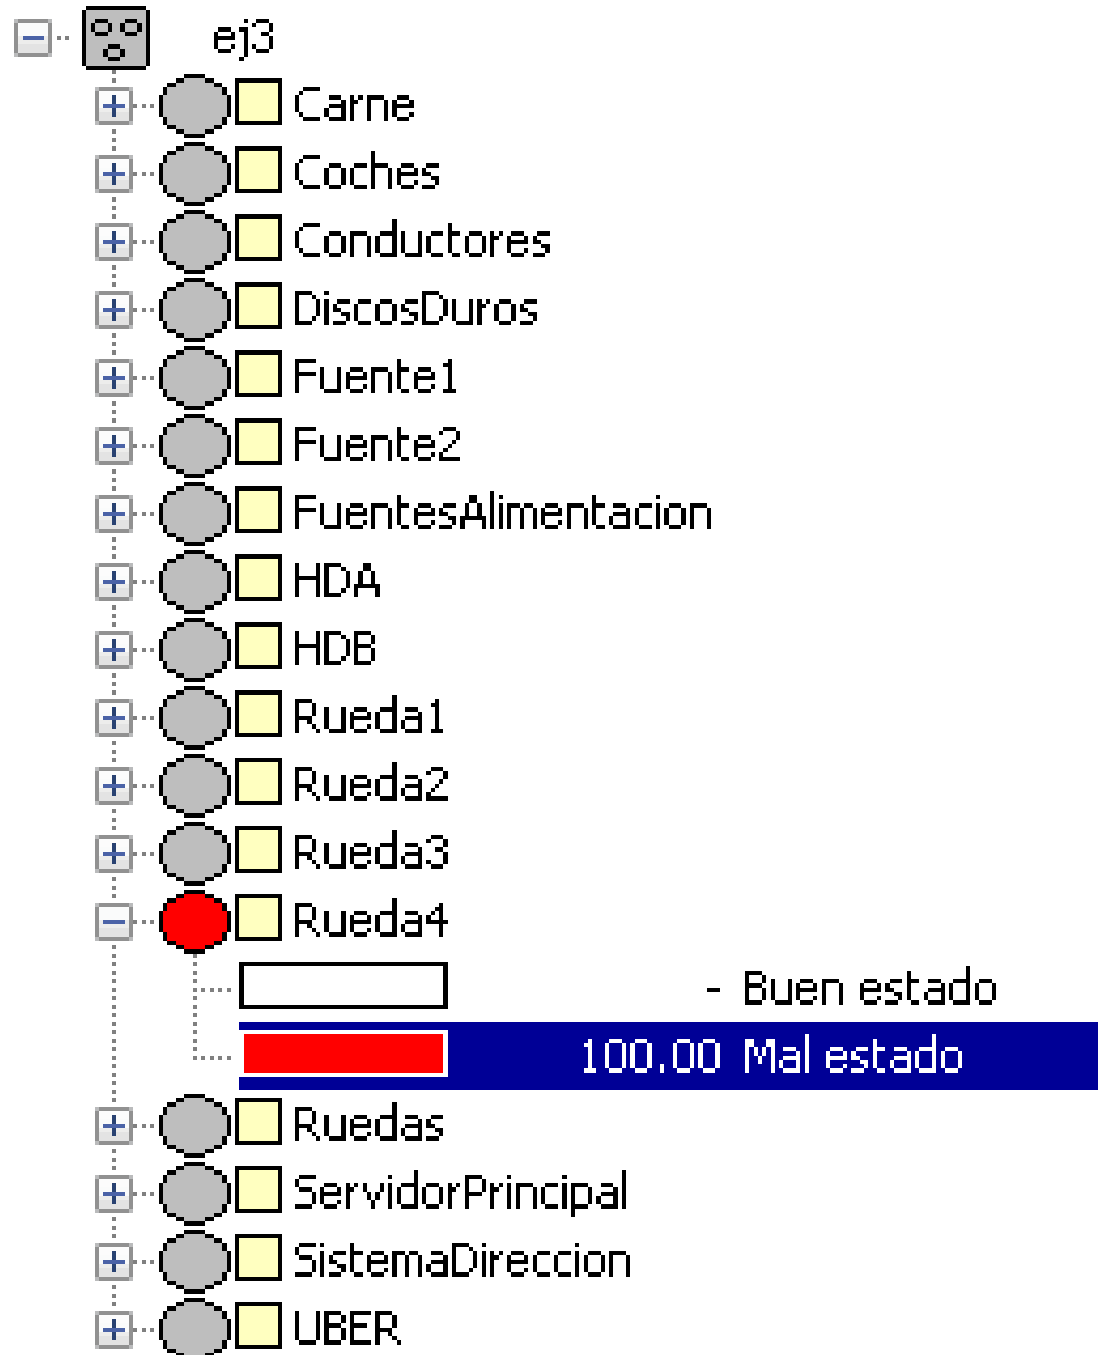 ej3
Carne
Coches
Conductores
DiscosDuros
Fuente1
Fuente2
FuentesAlimentacion
HDA
HDB
Rueda1
Rueda2
Rueda3
Rueda4
- Buen estado
100.00 Mal estado
Ruedas
ServidorPrincipal
SistemaDireccion
UBER